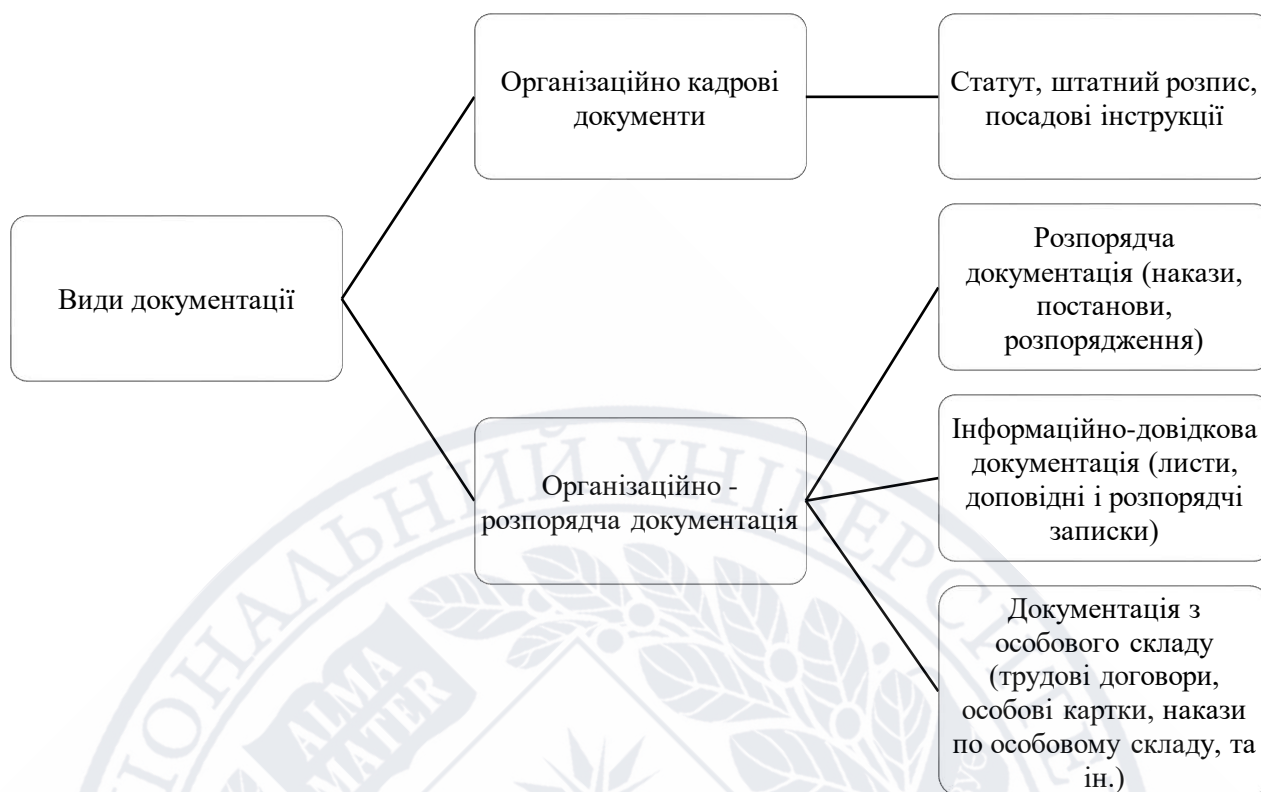 Організаційно кадрові
документи
Статут, штатний розпис,
посадові інструкції
Види документації
Розпорядча
документація (накази,
постанови,
розпорядження)
Організаційно -
розпорядча документація
Інформаційно-довідкова
документація (листи,
доповідні і розпорядчі
записки)
Документація з
особового складу
(трудові договори,
особові картки, накази
по особовому складу, та
ін.)
ALMA
MATER